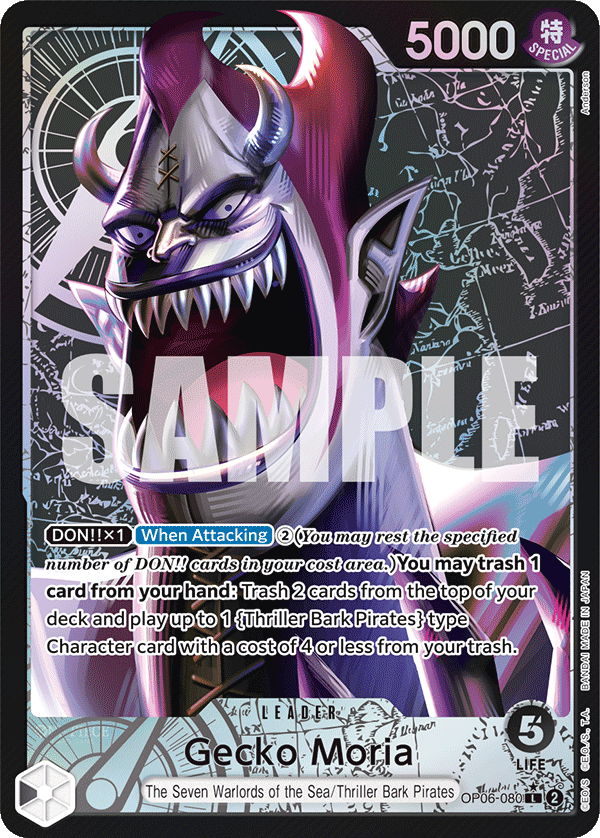 5000
特
SPECIAL
Anderson
SAMPLE
DON!!×1 When Attacking ②(You may rest the specified
number of DON!! cards in your cost area.)You may trash 1
card from your hand: Trash 2 cards from the top of your
deck and play up to 1 {Thriller Bark Pirates} type
Character card with a cost of 4 or less from your trash.
LEADER
Gecko Moria
5
LIFE
The Seven Warlords of the Sea/Thriller Bark Pirates
OP06-080 L 2
BANDAI MADE IN JAPAN